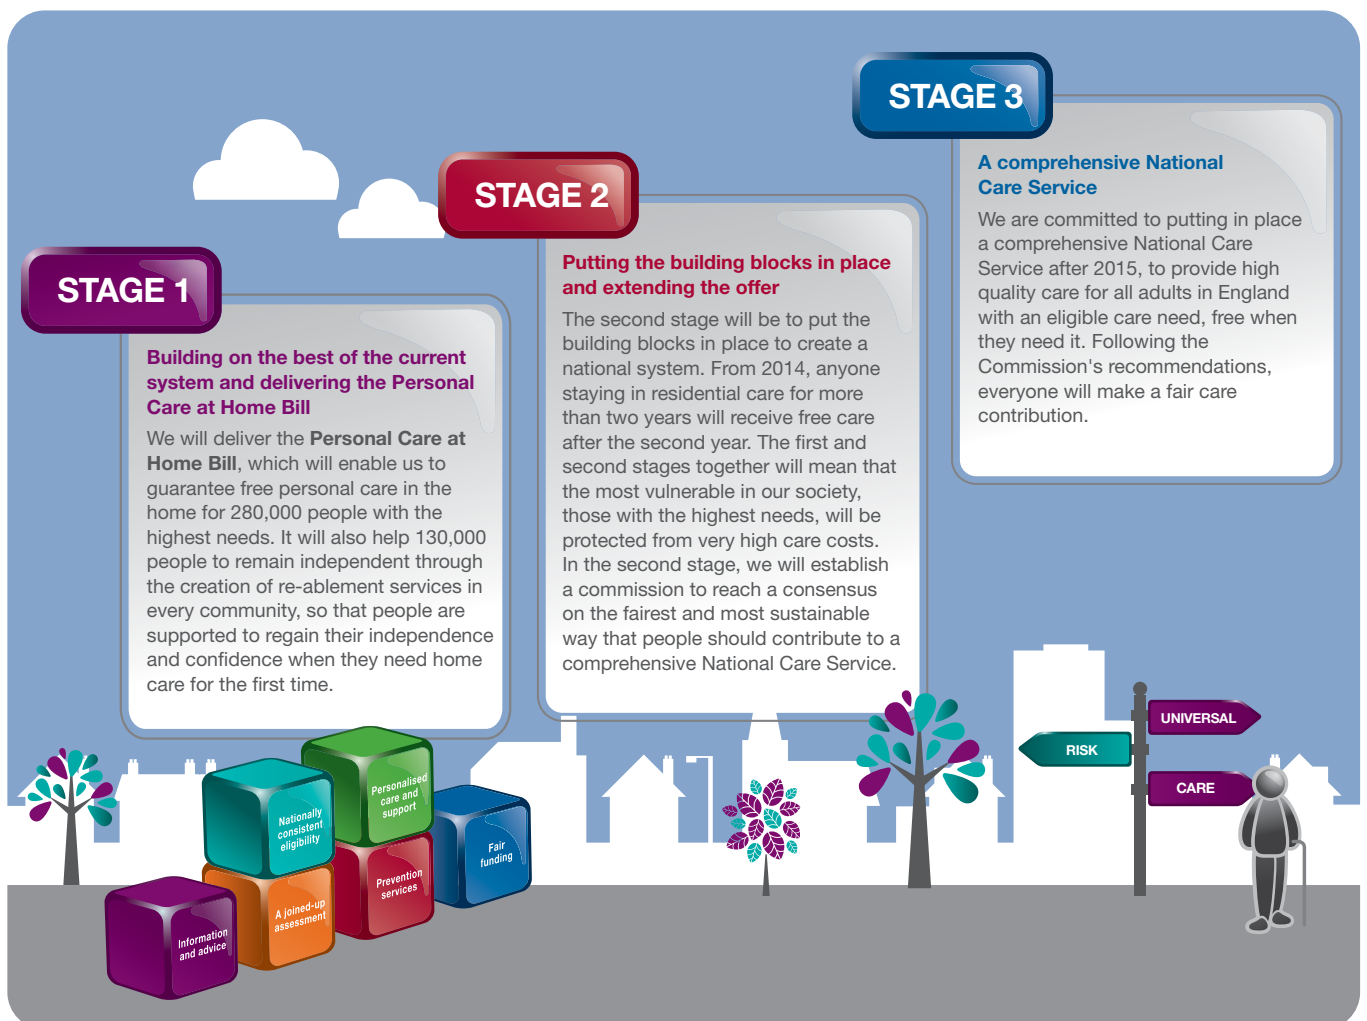 STAGE 1
Building on the best of the current
system and delivering the Personal
Care at Home Bill
We will deliver the Personal Care at
Home Bill, which will enable us to
guarantee free personal care in the
home for 280,000 people with the
highest needs. It will also help 130,000
people to remain independent through
the creation of re-ablement services in
every community, so that people are
supported to regain their independence
and confidence when they need home
care for the first time.
STAGE 2
Putting the building blocks in place
and extending the offer
The second stage will be to put the
building blocks in place to create a
national system. From 2014, anyone
staying in residential care for more
than two years will receive free care
after the second year. The first and
second stages together will mean that
the most vulnerable in our society,
those with the highest needs, will be
protected from very high care costs.
In the second stage, we will establish
a commission to reach a consensus
on the fairest and most sustainable
way that people should contribute to a
comprehensive National Care Service.
STAGE 3
A comprehensive National
Care Service
We are committed to putting in place
a comprehensive National Care
Service after 2015, to provide high
quality care for all adults in England
with an eligible care need, free when
they need it. Following the
Commission's recommendations,
everyone will make a fair care
contribution.
Personalised
care and
support
Nationally
consistent
eligibility
Fair
funding
Prevention
services
A joined-up
assessment
Information
and advice
UNIVERSAL
RISK
CARE